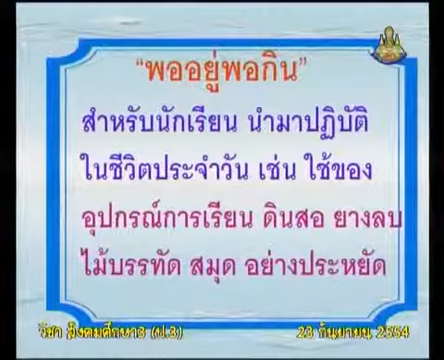 “พออยู่พอกิน”
สำหรับนักเรียน นำมาปฏิบัติ
ในชีวิตประจำวัน เช่น ใช้ของ
อุปกรณ์การเรียน ดินสอ ยางลบ
ไม้บรรทัด สมุด อย่างประหยัด
วิชา สังคมศึกษา3 (ป.3) 23 กันยายน 2554